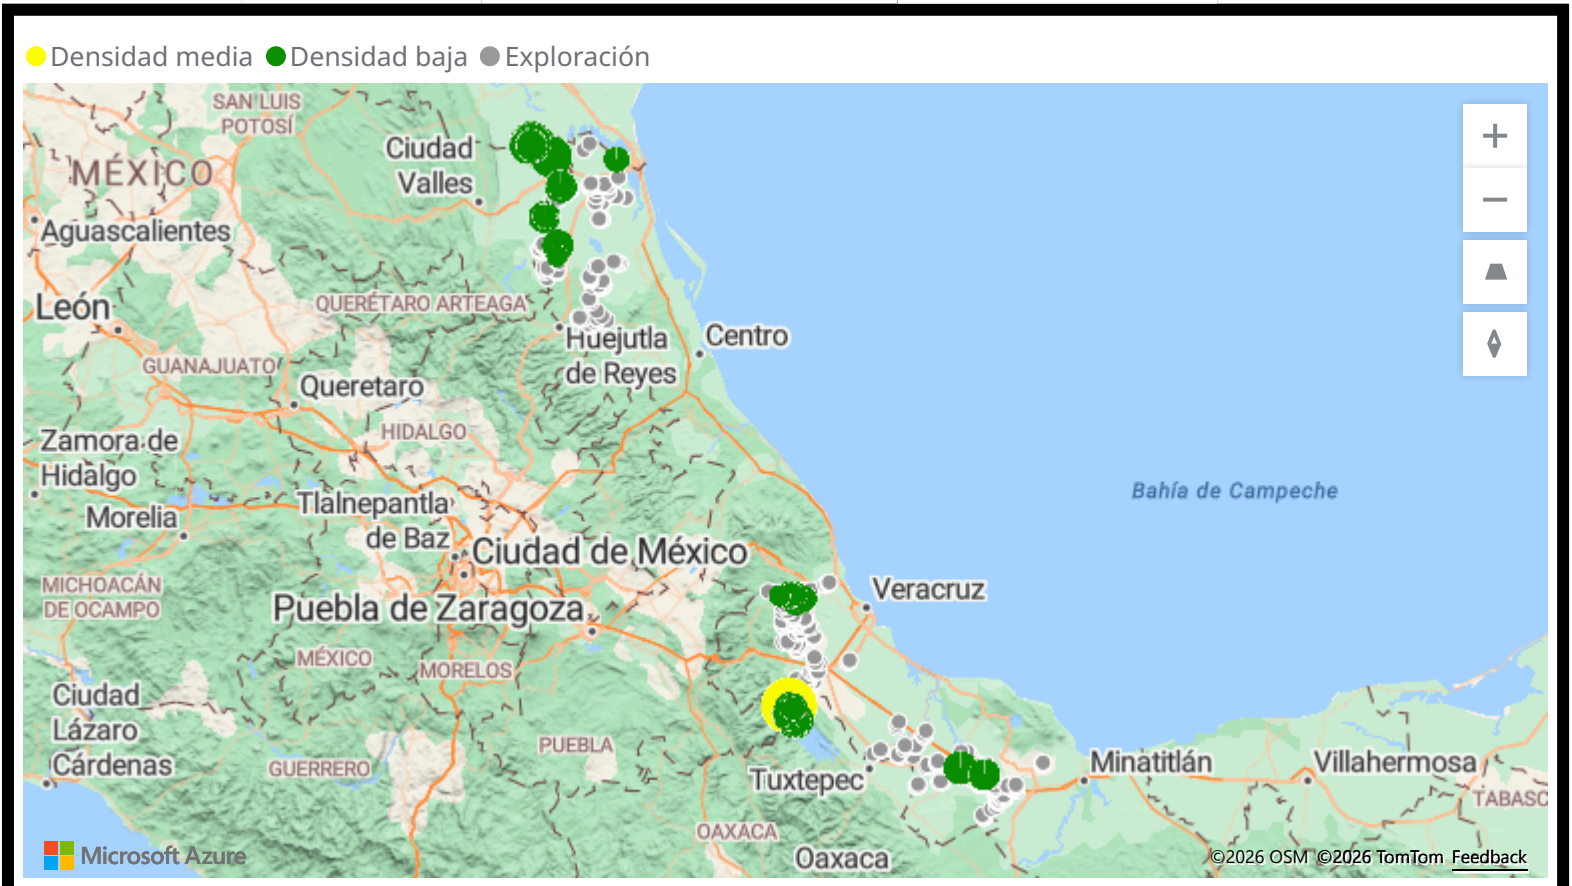 Densidad media Densidad baja Exploración
SAN LUIS
POTOSÍ
Ciudad
Valles
MÉXICO
Aguascalientes
León
QUERÉTARO ARTEAGA
Huejutla
de Reyes
Centro
GUANAJUATO
Queretaro
HIDALGO
Zamora de
Hidalgo
Morelia
Tlalnepantla
de Baz
Bahía de Campeche
Ciudad de México
MICHOACÁN
DE OCAMPO
Puebla de Zaragoza
Veracruz
MÉXICO
MORELOS
Ciudad
Lázaro
Cárdenas
PUEBLA
GUERRERO
Tuxtepec
Minatitlán
Villahermosa
TABASC
OAXACA
Oaxaca
Microsoft Azure
©2026 OSM ©2026 TomTom Feedback